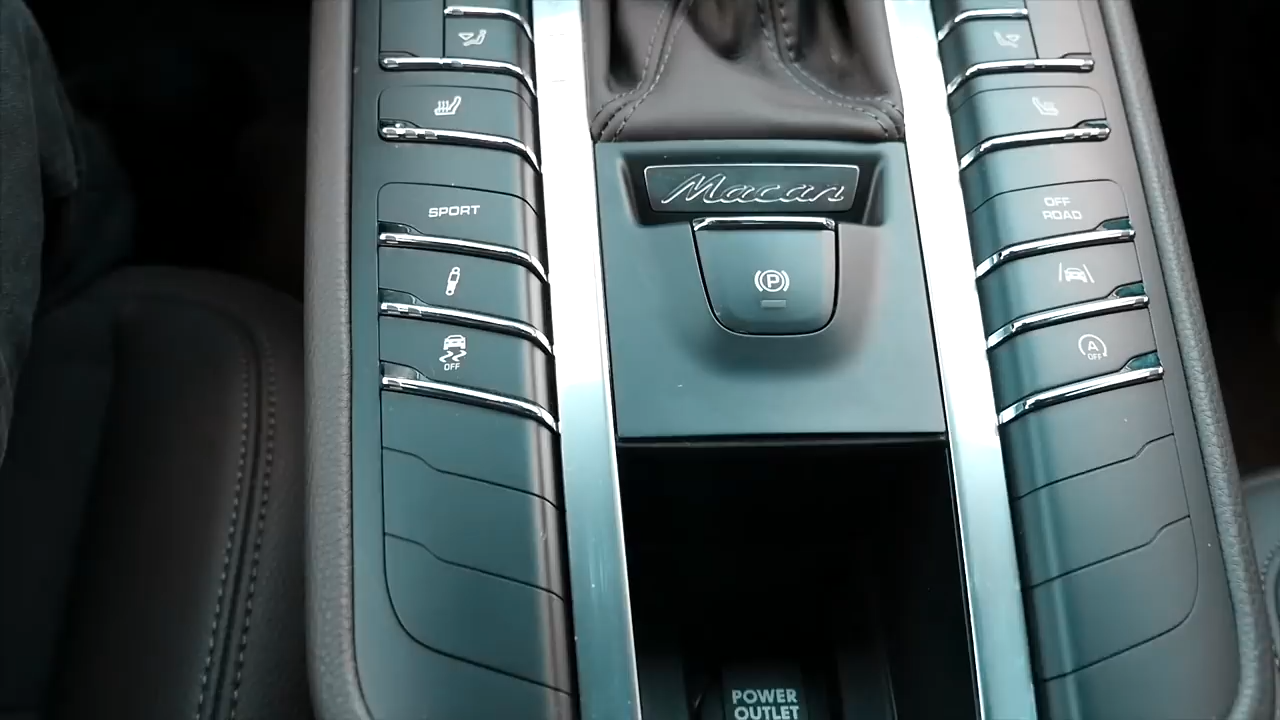 Macan
SPORT
OFF
ROAD
P
OFF
A
OFF
POWER
OUTLET